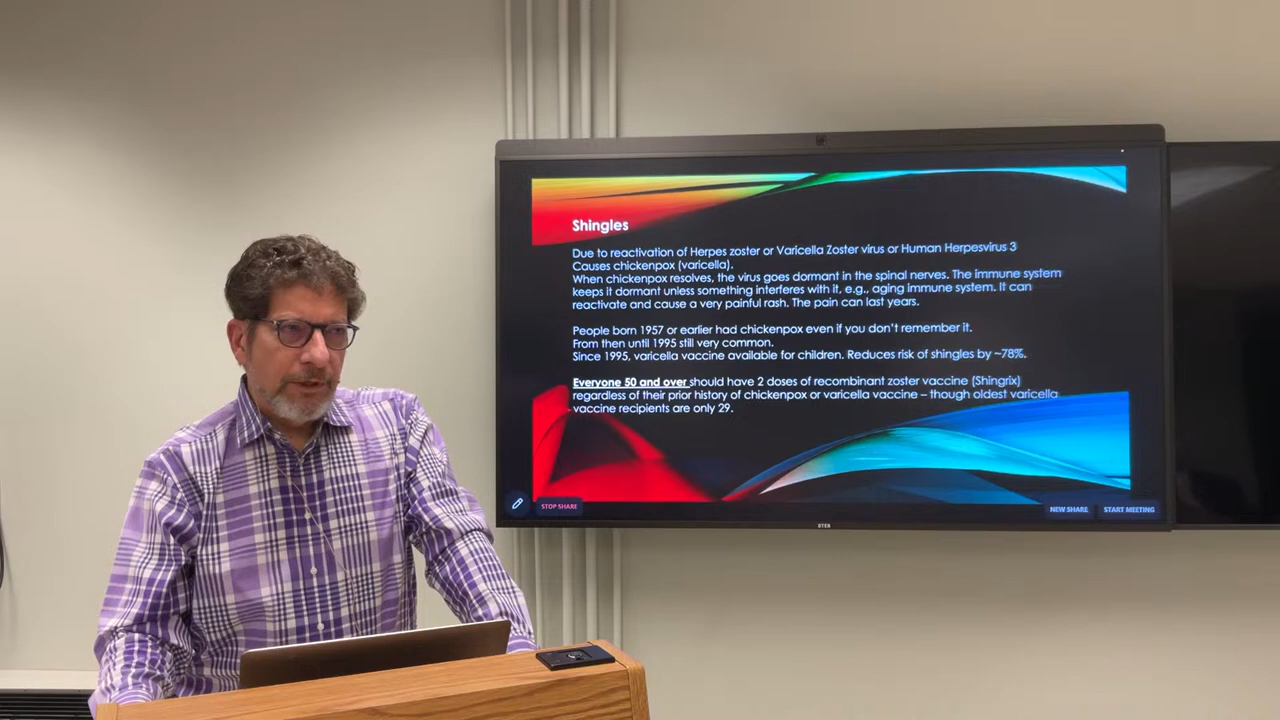 Shingles
Due to reactivation of Herpes zoster or Varicella Zoster virus or Human Herpesvirus 3
Causes chickenpox (varicella).
When chickenpox resolves, the virus goes dormant in the spinal nerves. The immune system
keeps it dormant unless something interferes with it, e.g., aging immune system. It can
reactivate and cause a very painful rash. The pain can last years.
People born 1957 or earlier had chickenpox even if you don't remember it.
From then until 1995 still very common.
Since 1995, varicella vaccine available for children. Reduces risk of shingles by ~78%.
Everyone 50 and over should have 2 doses of recombinant zoster vaccine (Shingrix)
regardless of their prior history of chickenpox or varicella vaccine – though oldest varicella
vaccine recipients are only 29.
STOP SHARE
NEW SHARE
START MEETING